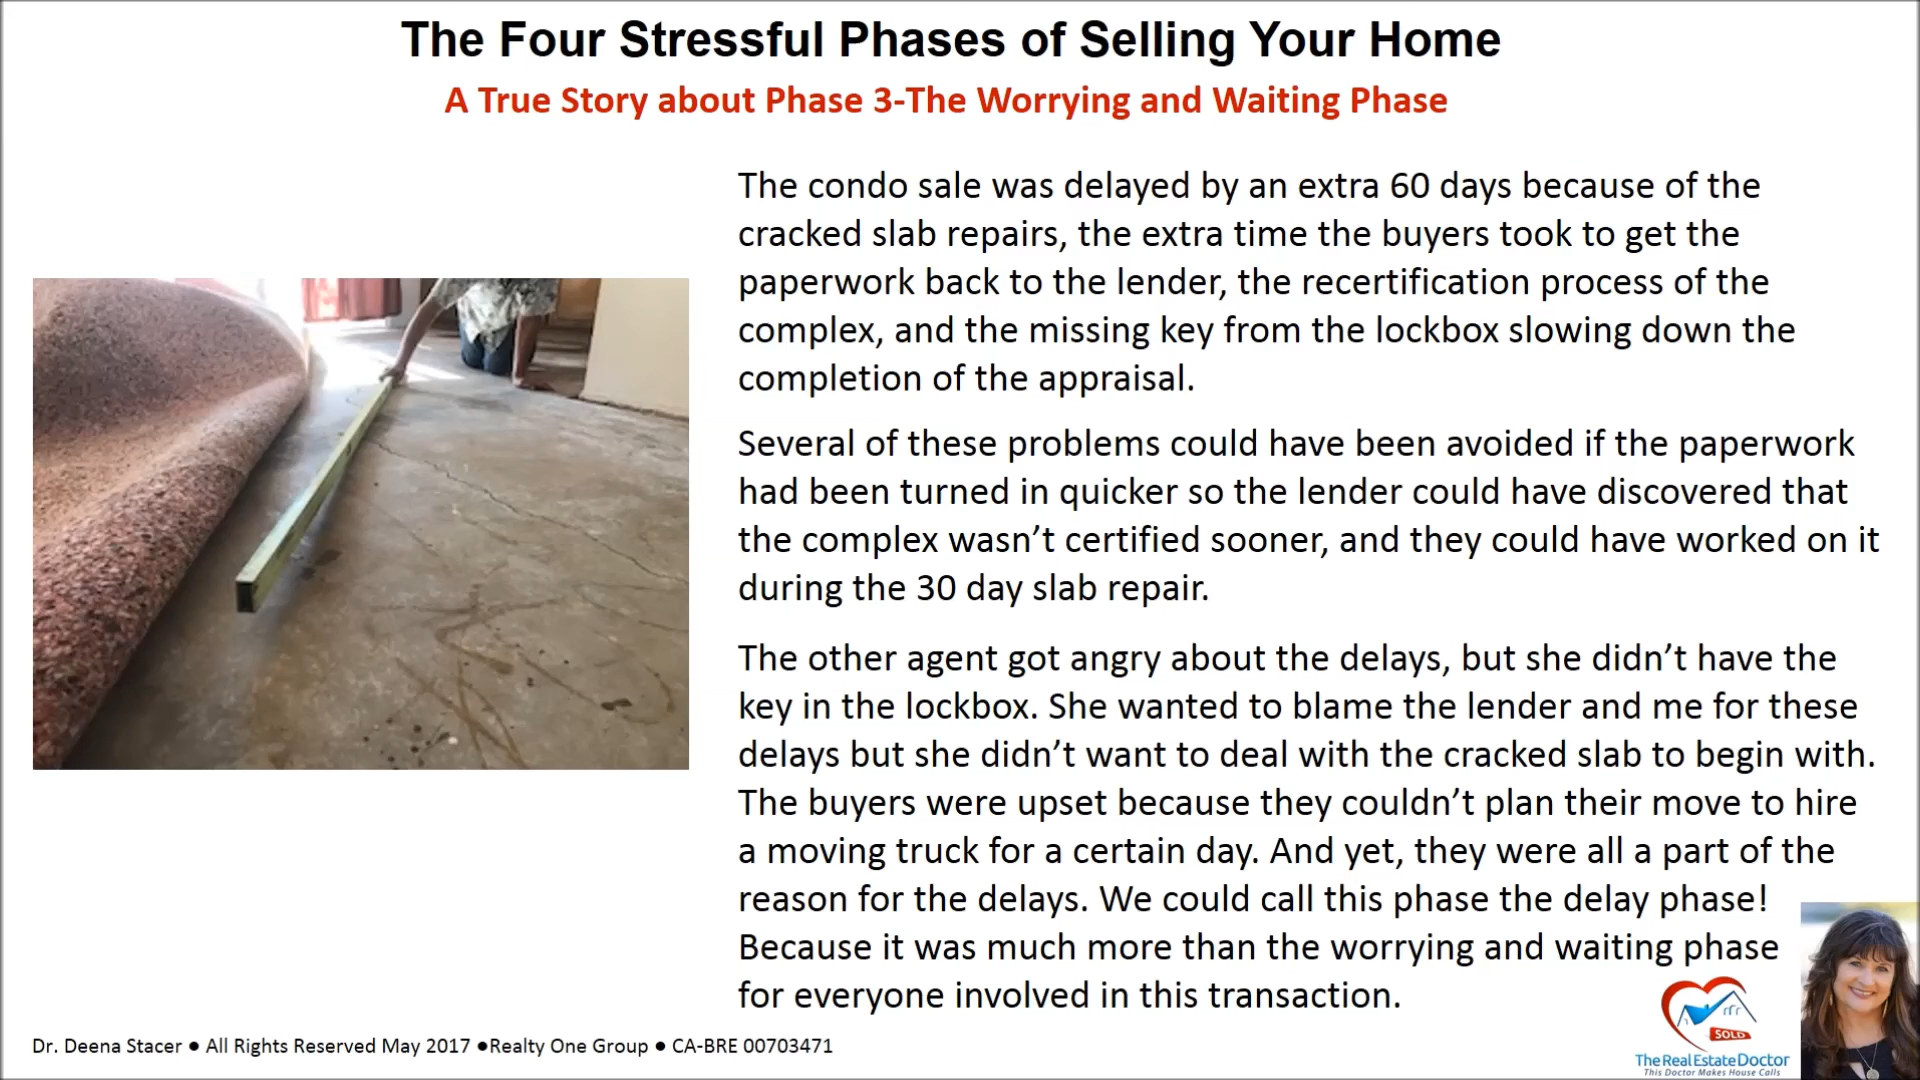 The Four Stressful Phases of Selling Your Home
A True Story about Phase 3-The Worrying and Waiting Phase
The condo sale was delayed by an extra 60 days because of the
cracked slab repairs, the extra time the buyers took to get the
paperwork back to the lender, the recertification process of the
complex, and the missing key from the lockbox slowing down the
completion of the appraisal.
Several of these problems could have been avoided if the paperwork
had been turned in quicker so the lender could have discovered that
the complex wasn’t certified sooner, and they could have worked on it
during the 30 day slab repair.
The other agent got angry about the delays, but she didn’t have the
key in the lockbox. She wanted to blame the lender and me for these
delays but she didn’t want to deal with the cracked slab to begin with.
The buyers were upset because they couldn’t plan their move to hire
a moving truck for a certain day. And yet, they were all a part of the
reason for the delays. We could call this phase the delay phase!
Because it was much more than the worrying and waiting phase
for everyone involved in this transaction.
SOLD
The Real Estate Doctor
This Doctor Makes House Calls
Dr. Deena Stacer ● All Rights Reserved May 2017 ●Realty One Group ● CA-BRE 00703471